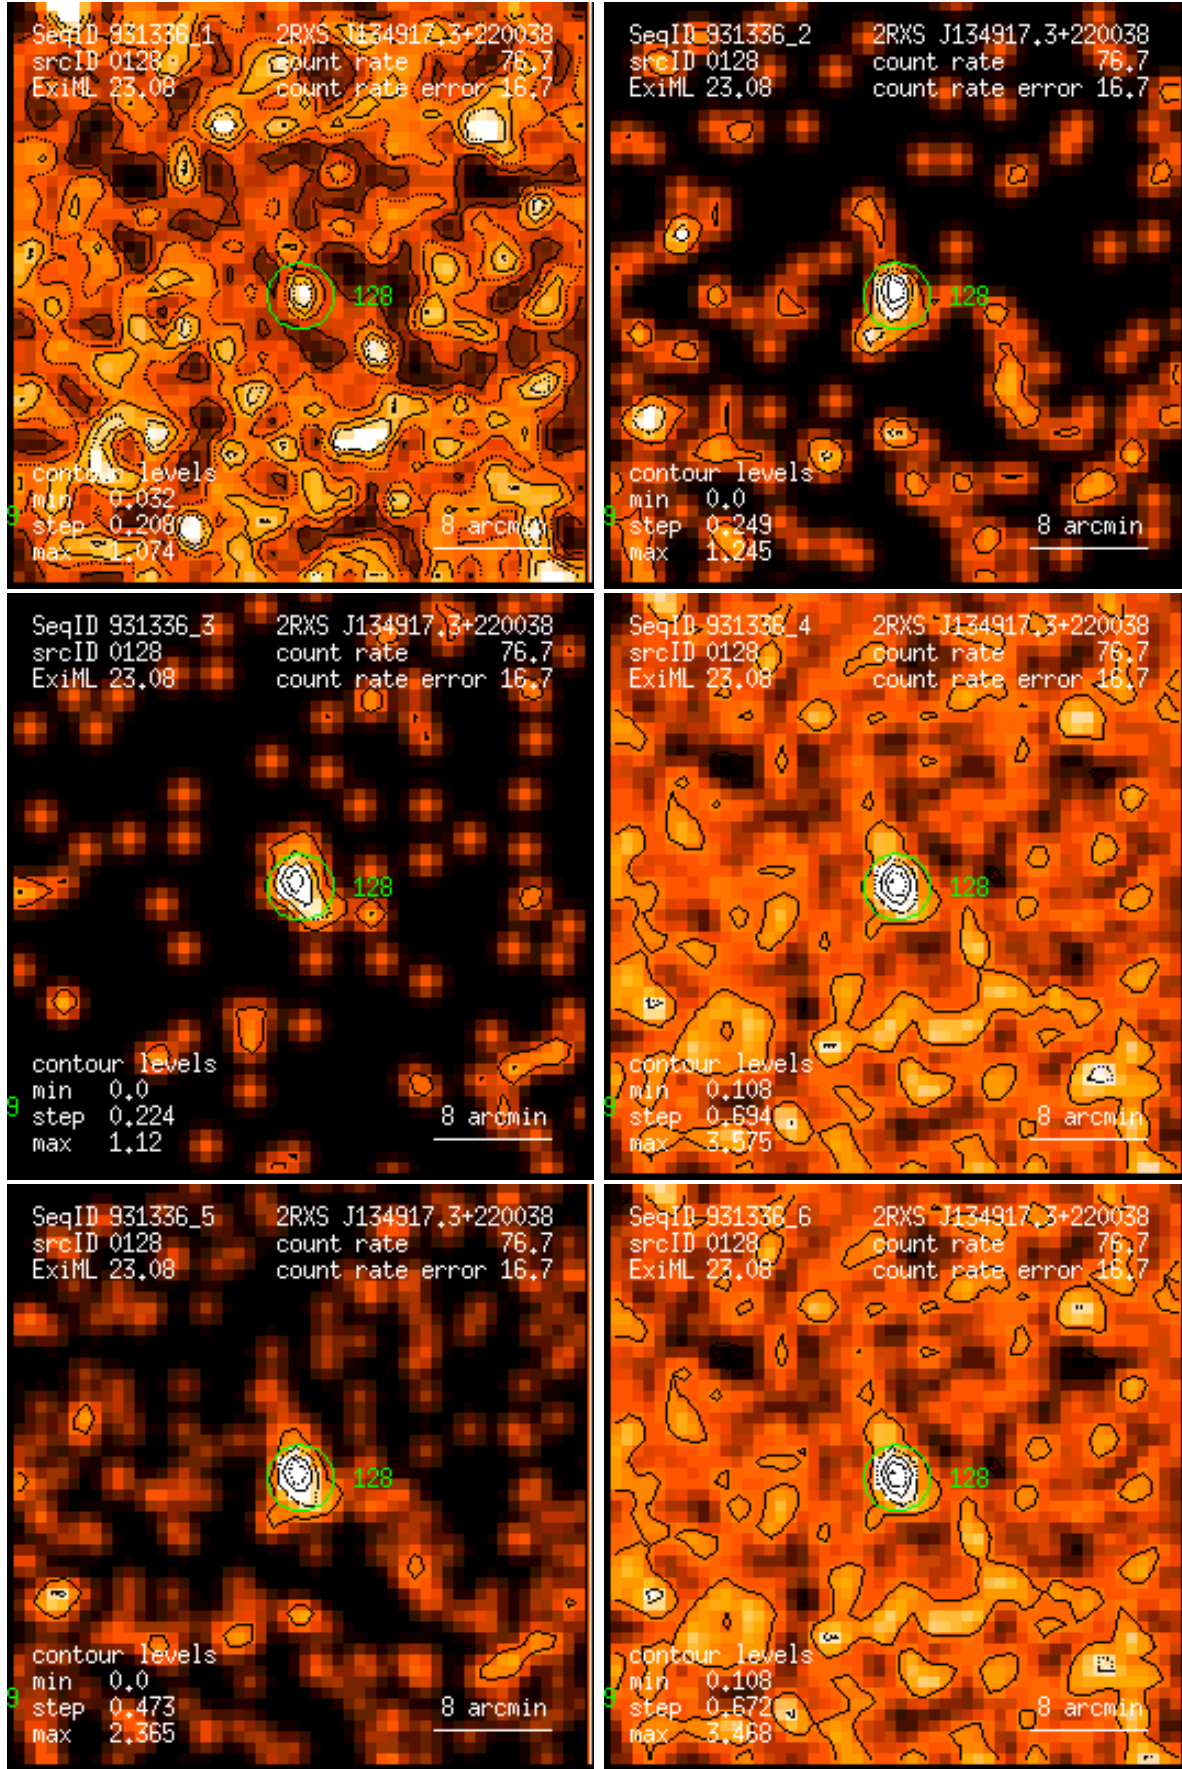 SeqID 931336_1 2RXS J134917.3+220038
srcID 0128 count rate 76.7
ExiML 23.08 count rate error 16.7
128
contour levels
min 0.032
9
step 0.208 8 arcmin
max 1.074
SeqID 931336_2 2RXS J134917.3+220038
srcID 0128 count rate 76.7
ExiML 23.08 count rate error 16.7
128
contour levels
min 0.0
9
step 0.249 8 arcmin
max 1.245
SeqID 931336_3 2RXS J134917.3+220038
srcID 0128 count rate 76.7
ExiML 23.08 count rate error 16.7
128
contour levels
min 0.0
9
step 0.224 8 arcmin
max 1.12
SeqID 931336_4 2RXS J134917.3+220038
srcID 0128 count rate 76.7
ExiML 23.08 count rate error 16.7
128
contour levels
min 0.108
9
step 0.694 8 arcmin
max 3.575
SeqID 931336_5 2RXS J134917.3+220038
srcID 0128 count rate 76.7
ExiML 23.08 count rate error 16.7
128
contour levels
min 0.0
9
step 0.473 8 arcmin
max 2.365
SeqID 931336_6 2RXS J134917.3+220038
srcID 0128 count rate 76.7
ExiML 23.08 count rate error 16.7
128
contour levels
min 0.108
9
step 0.672 8 arcmin
max 3.468